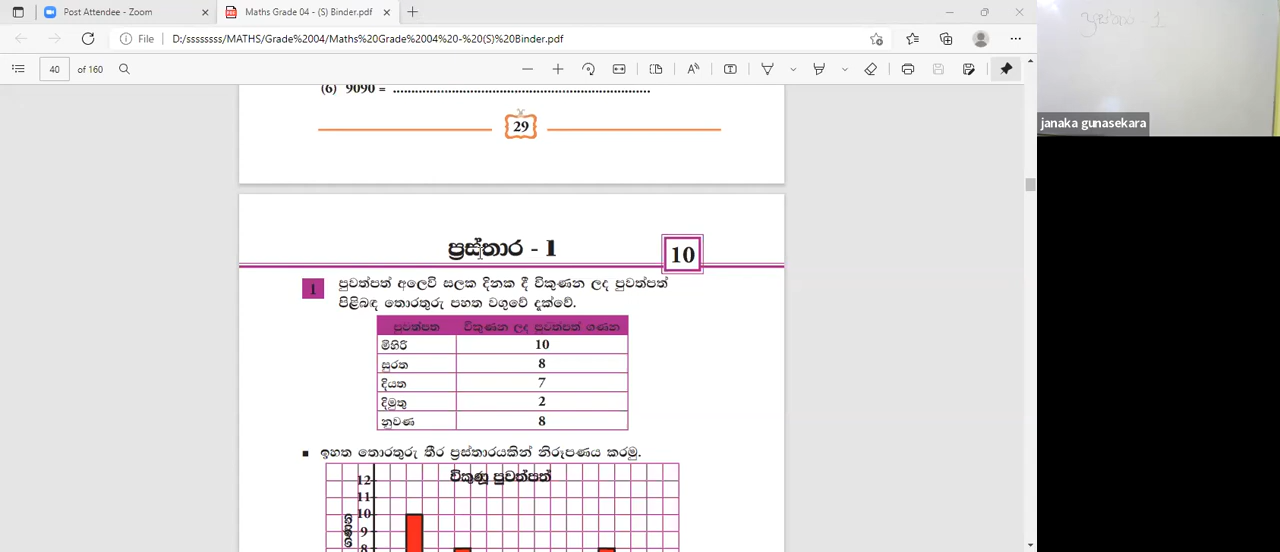 Post Attendee - Zoom
Maths Grade 04 - (S) Binder.pdf
File
D:/ssssssss/MATHS/Grade%2004/Maths%20Grade%2004%20-%20(S)%20Binder.pdf
40 of 160
(6) 9090 = ......................................................................
29
ප්‍රස්තාර - 1
10
1 පුවත්පත් අලෙවි සලක දිනක දී විකුණන ලද පුවත්පත්
පිළිබඳ තොරතුරු පහත වගුවේ දැක්වේ.
පුවත්පත විකුණන ලද පුවත්පත් ගණන
මිහිරි 10
සුරත 8
දියත 7
දිමුතු 2
නුවණ 8
■ ඉහත තොරතුරු තීර ප්‍රස්තාරයකින් නිරූපණය කරමු.
විකුණූ පුවත්පත්
12
11
10
9
8
ගණන
janaka gunasekara